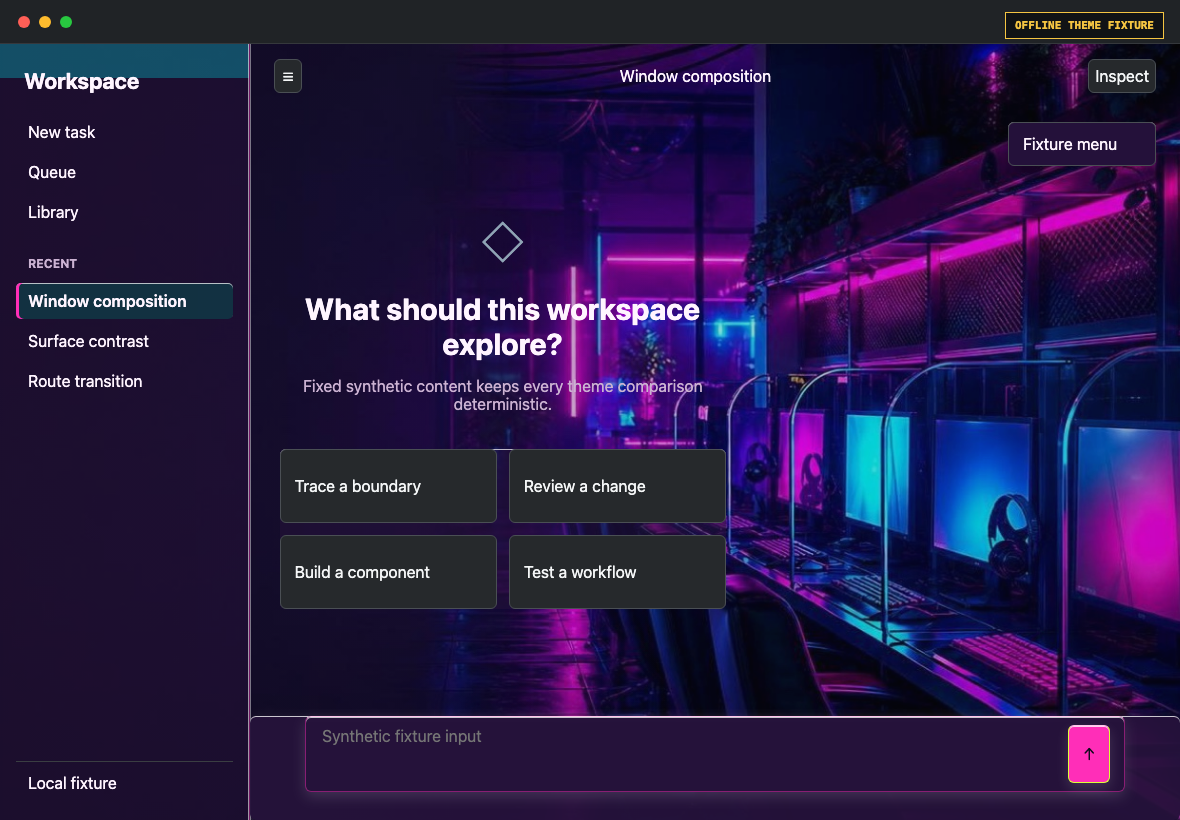 OFFLINE THEME FIXTURE
Workspace
New task
Queue
Library
RECENT
Window composition
Surface contrast
Route transition
Local fixture
Window composition
Inspect
Fixture menu
What should this workspace
explore?
Fixed synthetic content keeps every theme comparison
deterministic.
Trace a boundary
Review a change
Build a component
Test a workflow
Synthetic fixture input